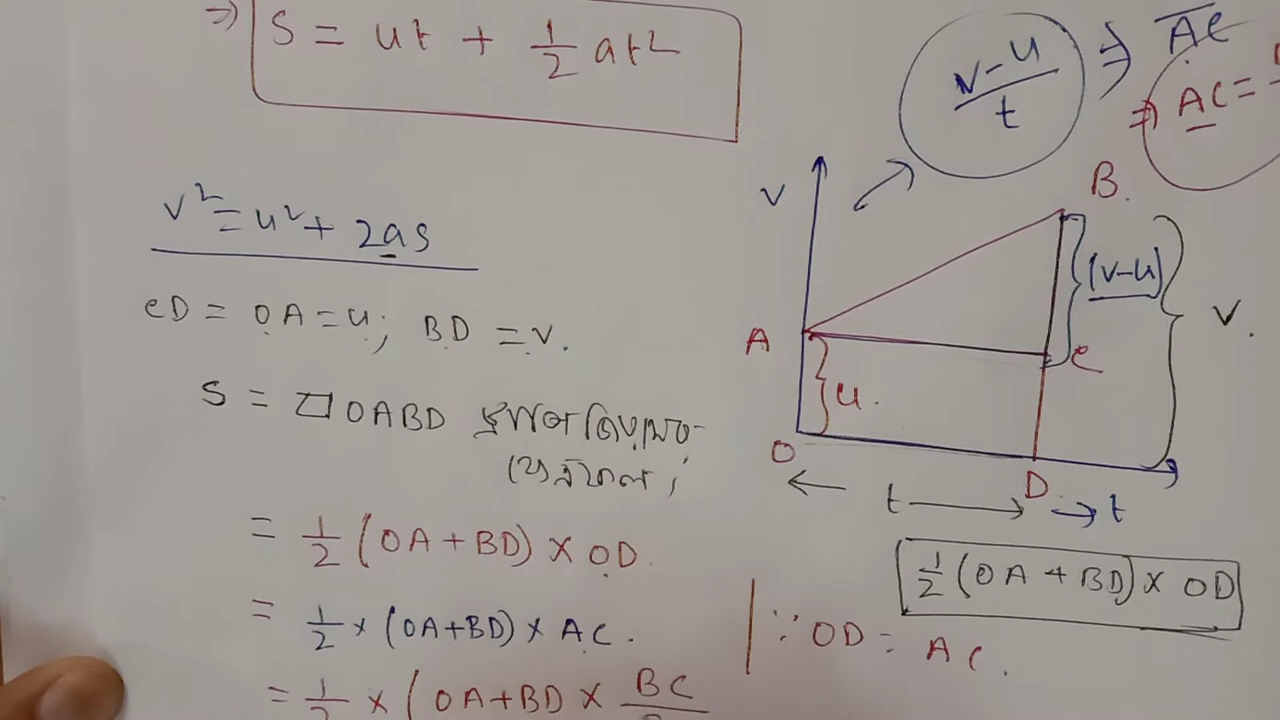 ⇒ S = ut + 1/2 at²
v-u/t ⇒ AC
⇒ AC =
v² = u² + 2as
CD = OA = u; BD = v.
S = □ OABD
= 1/2 (OA + BD) × OD
= 1/2 × (OA+BD) × AC.
= 1/2 × (OA+BD × BC
V
B.
(v-u)
V.
A
C
u.
O
D
t
→ t
1/2 (OA + BD) × OD
∵ OD = AC.